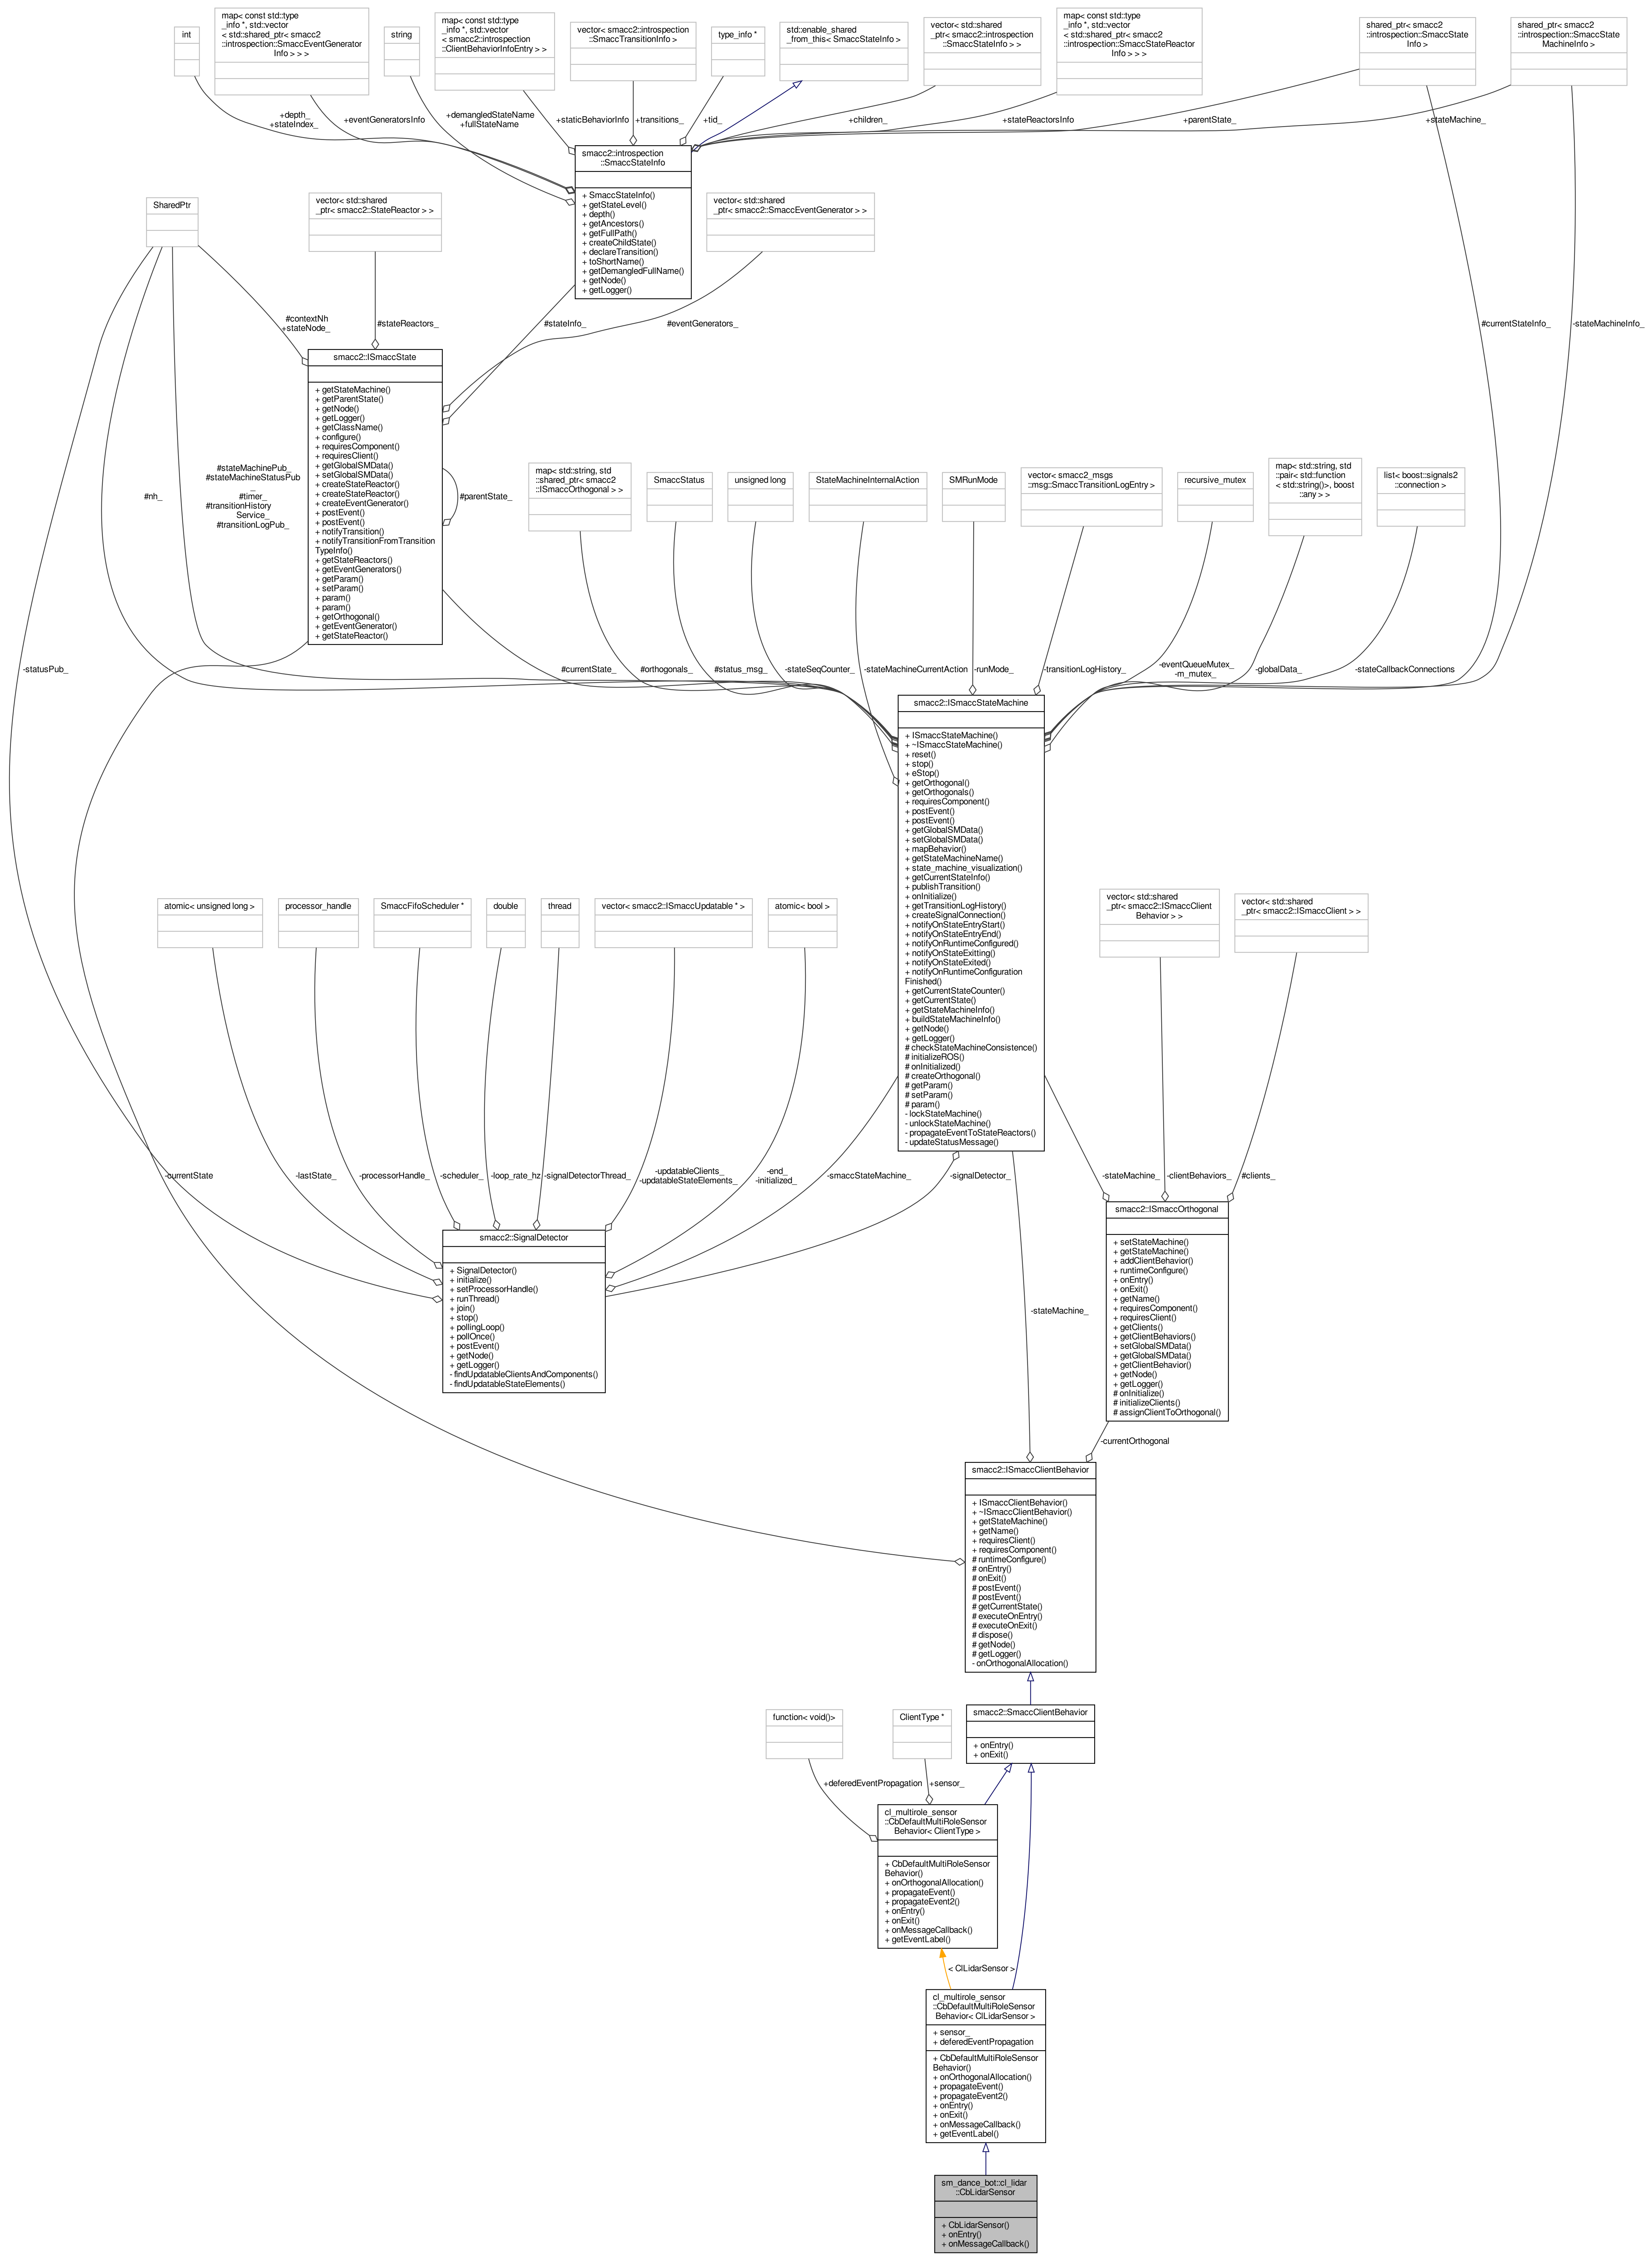 int
map< const std::type
_info *, std::vector
< std::shared_ptr< smacc2
::introspection::SmaccEventGenerator
Info > > >
string
map< const std::type
_info *, std::vector
< smacc2::introspection
::ClientBehaviorInfoEntry > >
vector< smacc2::introspection
::SmaccTransitionInfo >
type_info *
std::enable_shared
_from_this< SmaccStateInfo >
vector< std::shared
_ptr< smacc2::introspection
::SmaccStateInfo > >
map< const std::type
_info *, std::vector
< std::shared_ptr< smacc2
::introspection::SmaccStateReactor
Info > > >
shared_ptr< smacc2
::introspection::SmaccState
Info >
shared_ptr< smacc2
::introspection::SmaccState
MachineInfo >
+depth_
+stateIndex_
+eventGeneratorsInfo
+demangledStateName
+fullStateName
+staticBehaviorInfo
+transitions_
+tid_
+children_
+stateReactorsInfo
+parentState_
+stateMachine_
smacc2::introspection
::SmaccStateInfo
+ SmaccStateInfo()
+ getStateLevel()
+ depth()
+ getAncestors()
+ getFullPath()
+ createChildState()
+ declareTransition()
+ toShortName()
+ getDemangledFullName()
+ getNode()
+ getLogger()
SharedPtr
vector< std::shared
_ptr< smacc2::StateReactor > >
vector< std::shared
_ptr< smacc2::SmaccEventGenerator > >
#contextNh
+stateNode_
#stateReactors_
#stateInfo_
#eventGenerators_
#currentStateInfo_
-stateMachineInfo_
smacc2::ISmaccState
+ getStateMachine()
+ getParentState()
+ getNode()
+ getLogger()
+ getClassName()
+ configure()
+ requiresComponent()
+ requiresClient()
+ getGlobalSMData()
+ setGlobalSMData()
+ createStateReactor()
+ createStateReactor()
+ createEventGenerator()
+ postEvent()
+ postEvent()
+ notifyTransition()
+ notifyTransitionFromTransition
TypeInfo()
+ getStateReactors()
+ getEventGenerators()
+ getParam()
+ setParam()
+ param()
+ param()
+ getOrthogonal()
+ getEventGenerator()
+ getStateReactor()
#parentState_
#nh_
#stateMachinePub_
#stateMachineStatusPub
_
#timer_
#transitionHistory
Service_
#transitionLogPub_
map< std::string, std
::shared_ptr< smacc2
::ISmaccOrthogonal > >
SmaccStatus
unsigned long
StateMachineInternalAction
SMRunMode
vector< smacc2_msgs
::msg::SmaccTransitionLogEntry >
recursive_mutex
map< std::string, std
::pair< std::function
< std::string()>, boost
::any > >
list< boost::signals2
::connection >
-statusPub_
#currentState_
#orthogonals_
#status_msg_
-stateSeqCounter_
-stateMachineCurrentAction
-runMode_
-transitionLogHistory_
-eventQueueMutex_
-m_mutex_
-globalData_
-stateCallbackConnections
smacc2::ISmaccStateMachine
+ ISmaccStateMachine()
+ ~ISmaccStateMachine()
+ reset()
+ stop()
+ eStop()
+ getOrthogonal()
+ getOrthogonals()
+ requiresComponent()
+ postEvent()
+ postEvent()
+ getGlobalSMData()
+ setGlobalSMData()
+ mapBehavior()
+ getStateMachineName()
+ state_machine_visualization()
+ getCurrentStateInfo()
+ publishTransition()
+ onInitialize()
+ getTransitionLogHistory()
+ createSignalConnection()
+ notifyOnStateEntryStart()
+ notifyOnStateEntryEnd()
+ notifyOnRuntimeConfigured()
+ notifyOnStateExitting()
+ notifyOnStateExited()
+ notifyOnRuntimeConfiguration
Finished()
+ getCurrentStateCounter()
+ getCurrentState()
+ getStateMachineInfo()
+ buildStateMachineInfo()
+ getNode()
+ getLogger()
# checkStateMachineConsistence()
# initializeROS()
# onInitialized()
# createOrthogonal()
# getParam()
# setParam()
# param()
- lockStateMachine()
- unlockStateMachine()
- propagateEventToStateReactors()
- updateStatusMessage()
atomic< unsigned long >
processor_handle
SmaccFifoScheduler *
double
thread
vector< smacc2::ISmaccUpdatable * >
atomic< bool >
vector< std::shared
_ptr< smacc2::ISmaccClient
Behavior > >
vector< std::shared
_ptr< smacc2::ISmaccClient > >
-currentState
-lastState_
-processorHandle_
-scheduler_
-loop_rate_hz
-signalDetectorThread_
-updatableClients_
-updatableStateElements_
-end_
-initialized_
-smaccStateMachine_
-signalDetector_
-stateMachine_
-clientBehaviors_
#clients_
smacc2::SignalDetector
+ SignalDetector()
+ initialize()
+ setProcessorHandle()
+ runThread()
+ join()
+ stop()
+ pollingLoop()
+ pollOnce()
+ postEvent()
+ getNode()
+ getLogger()
- findUpdatableClientsAndComponents()
- findUpdatableStateElements()
smacc2::ISmaccOrthogonal
+ setStateMachine()
+ getStateMachine()
+ addClientBehavior()
+ runtimeConfigure()
+ onEntry()
+ onExit()
+ getName()
+ requiresComponent()
+ requiresClient()
+ getClients()
+ getClientBehaviors()
+ setGlobalSMData()
+ getGlobalSMData()
+ getClientBehavior()
+ getNode()
+ getLogger()
# onInitialize()
# initializeClients()
# assignClientToOrthogonal()
-stateMachine_
-currentOrthogonal
smacc2::ISmaccClientBehavior
+ ISmaccClientBehavior()
+ ~ISmaccClientBehavior()
+ getStateMachine()
+ getName()
+ requiresClient()
+ requiresComponent()
# runtimeConfigure()
# onEntry()
# onExit()
# postEvent()
# postEvent()
# getCurrentState()
# executeOnEntry()
# executeOnExit()
# dispose()
# getNode()
# getLogger()
- onOrthogonalAllocation()
function< void()>
ClientType *
smacc2::SmaccClientBehavior
+ onEntry()
+ onExit()
+deferedEventPropagation
+sensor_
cl_multirole_sensor
::CbDefaultMultiRoleSensor
Behavior< ClientType >
+ CbDefaultMultiRoleSensor
Behavior()
+ onOrthogonalAllocation()
+ propagateEvent()
+ propagateEvent2()
+ onEntry()
+ onExit()
+ onMessageCallback()
+ getEventLabel()
< ClLidarSensor >
cl_multirole_sensor
::CbDefaultMultiRoleSensor
Behavior< ClLidarSensor >
+ sensor_
+ deferedEventPropagation
+ CbDefaultMultiRoleSensor
Behavior()
+ onOrthogonalAllocation()
+ propagateEvent()
+ propagateEvent2()
+ onEntry()
+ onExit()
+ onMessageCallback()
+ getEventLabel()
sm_dance_bot::cl_lidar
::CbLidarSensor
+ CbLidarSensor()
+ onEntry()
+ onMessageCallback()